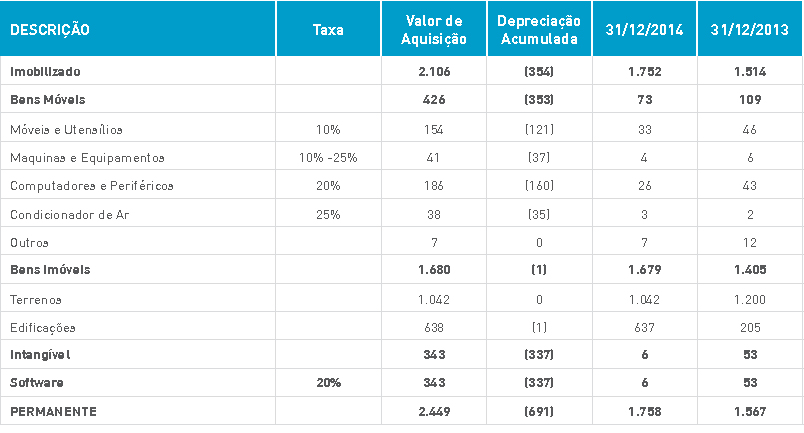 DESCRIÇÃO Taxa Valor de Aquisição Depreciação Acumulada 31/12/2014 31/12/2013
Imobilizado 2.106 (354) 1.752 1.514
Bens Móveis 426 (353) 73 109
Móveis e Utensílios 10% 154 (121) 33 46
Maquinas e Equipamentos 10% -25% 41 (37) 4 6
Computadores e Periféricos 20% 186 (160) 26 43
Condicionador de Ar 25% 38 (35) 3 2
Outros 7 0 7 12
Bens Imóveis 1.680 (1) 1.679 1.405
Terrenos 1.042 0 1.042 1.200
Edificações 638 (1) 637 205
Intangível 343 (337) 6 53
Software 20% 343 (337) 6 53
PERMANENTE 2.449 (691) 1.758 1.567